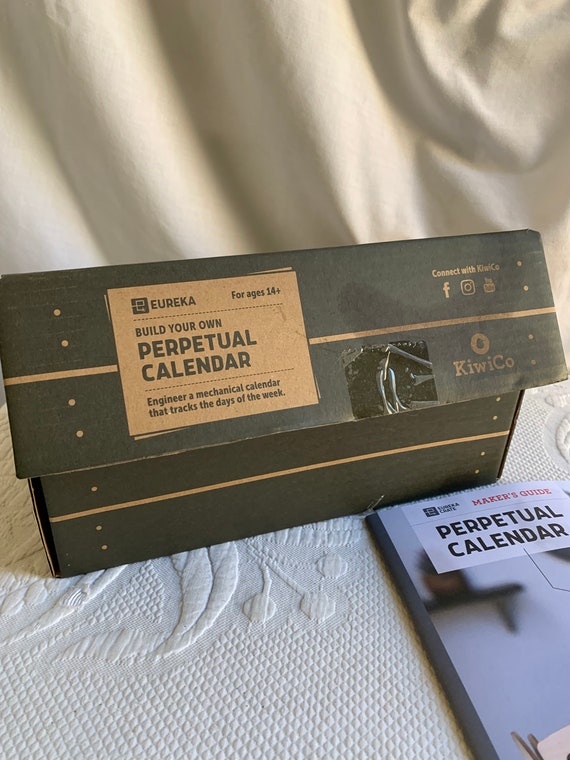 EUREKA
For ages 14+
BUILD YOUR OWN
PERPETUAL
CALENDAR
Engineer a mechanical calendar
that tracks the days of the week.
Connect with KiwiCo
KiwiCo
EUREKA
CRATE
MAKER'S GUIDE
PERPETUAL
CALENDAR